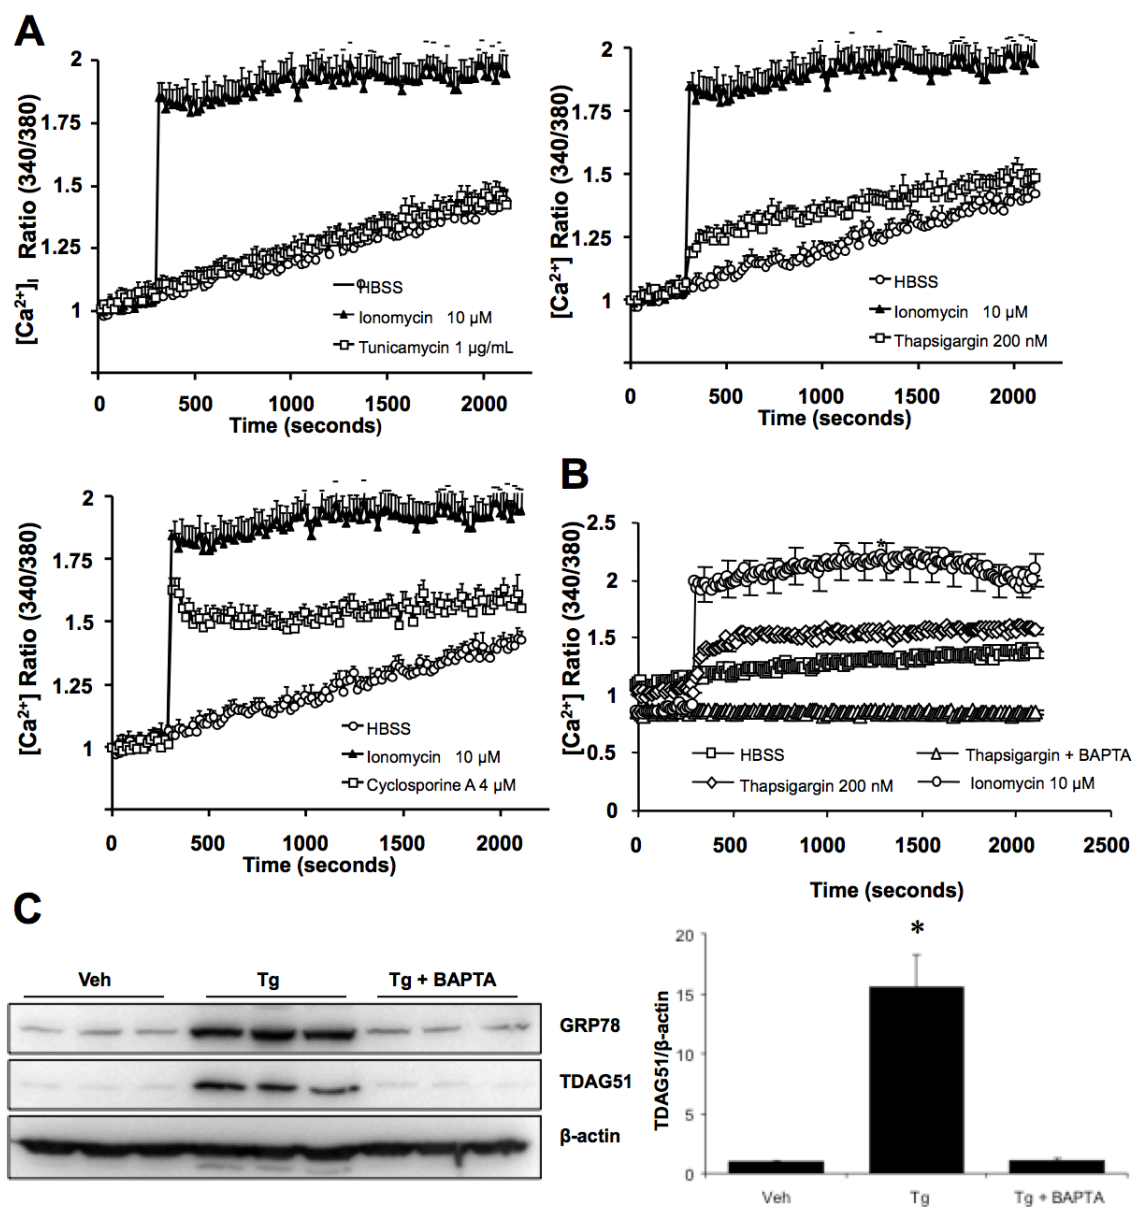 A
[Ca²⁺]I Ratio (340/380)
2
1.75
1.5
1.25
1
HBSS
Ionomycin 10 µM
Tunicamycin 1 µg/mL
0 500 1000 1500 2000
Time (seconds)
[Ca²⁺] Ratio (340/380)
2
1.75
1.5
1.25
1
HBSS
Ionomycin 10 µM
Thapsigargin 200 nM
0 500 1000 1500 2000
Time (seconds)
[Ca²⁺] Ratio (340/380)
2
1.75
1.5
1.25
1
HBSS
Ionomycin 10 µM
Cyclosporine A 4 µM
0 500 1000 1500 2000
Time (seconds)
B
[Ca²⁺] Ratio (340/380)
2.5
2
1.5
1
0.5
0
*
HBSS
Thapsigargin + BAPTA
Thapsigargin 200 nM
Ionomycin 10 µM
0 500 1000 1500 2000 2500
Time (seconds)
C
Veh Tg Tg + BAPTA
GRP78
TDAG51
β-actin
TDAG51/β-actin
20
15
10
5
0
*
Veh Tg Tg + BAPTA